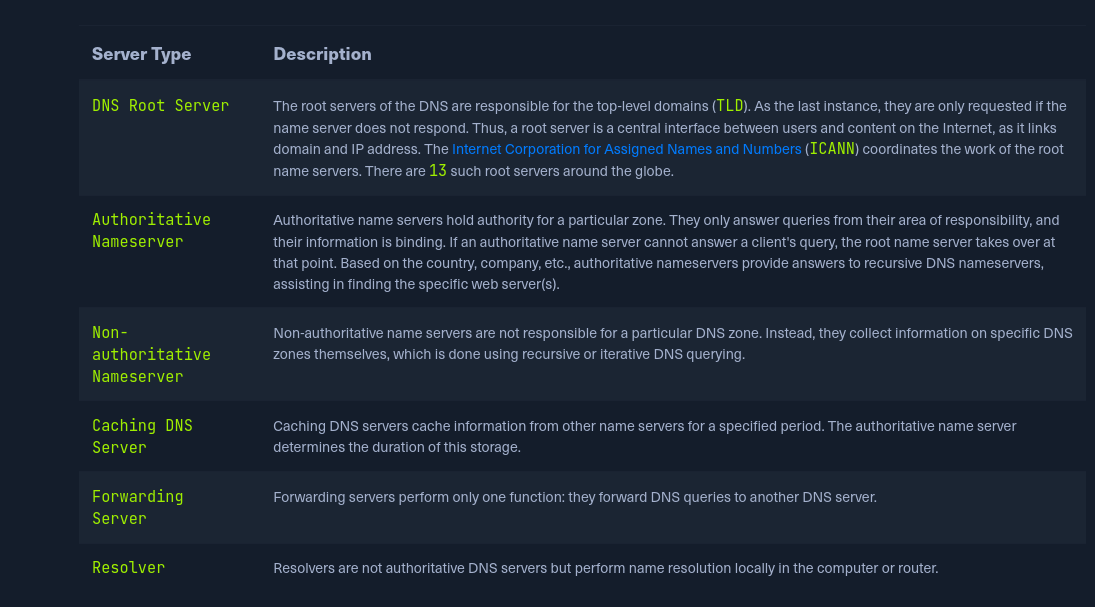 Server Type Description
DNS Root Server The root servers of the DNS are responsible for the top-level domains (TLD). As the last instance, they are only requested if the
name server does not respond. Thus, a root server is a central interface between users and content on the Internet, as it links
domain and IP address. The Internet Corporation for Assigned Names and Numbers (ICANN) coordinates the work of the root
name servers. There are 13 such root servers around the globe.
Authoritative
Nameserver
Authoritative name servers hold authority for a particular zone. They only answer queries from their area of responsibility, and
their information is binding. If an authoritative name server cannot answer a client's query, the root name server takes over at
that point. Based on the country, company, etc., authoritative nameservers provide answers to recursive DNS nameservers,
assisting in finding the specific web server(s).
Non-
authoritative
Nameserver
Non-authoritative name servers are not responsible for a particular DNS zone. Instead, they collect information on specific DNS
zones themselves, which is done using recursive or iterative DNS querying.
Caching DNS
Server
Caching DNS servers cache information from other name servers for a specified period. The authoritative name server
determines the duration of this storage.
Forwarding
Server
Forwarding servers perform only one function: they forward DNS queries to another DNS server.
Resolver Resolvers are not authoritative DNS servers but perform name resolution locally in the computer or router.